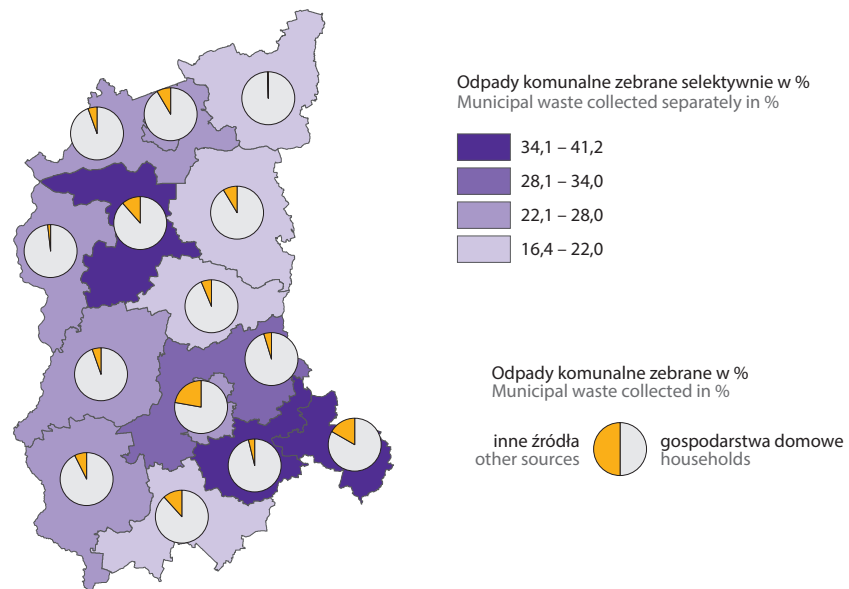 Odpady komunalne zebrane selektywnie w %
Municipal waste collected separately in %
34,1 – 41,2
28,1 – 34,0
22,1 – 28,0
16,4 – 22,0
Odpady komunalne zebrane w %
Municipal waste collected in %
inne źródła gospodarstwa domowe
other sources households